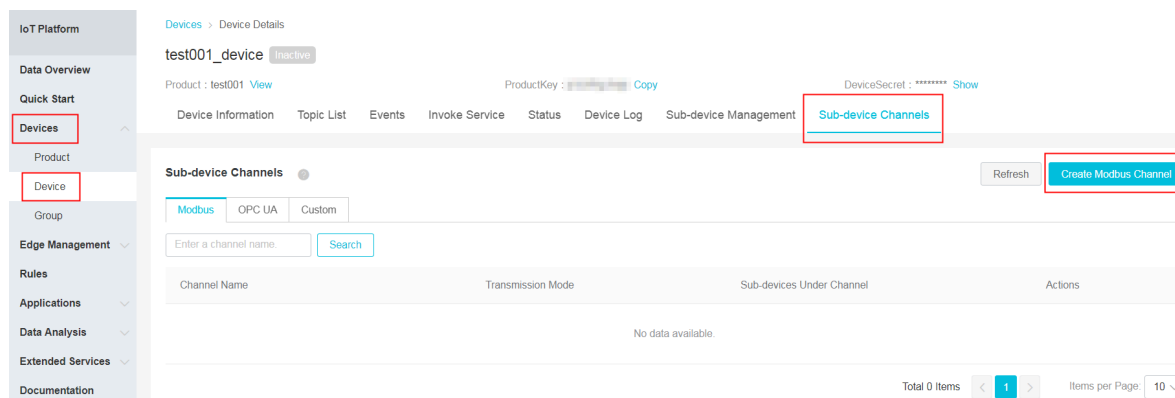 IoT Platform
Data Overview
Quick Start
Devices
Product
Device
Group
Edge Management
Rules
Applications
Data Analysis
Extended Services
Documentation
Devices > Device Details
test001_device Inactive
Product : test001 View ProductKey : Copy DeviceSecret : ******** Show
Device Information Topic List Events Invoke Service Status Device Log Sub-device Management Sub-device Channels
Sub-device Channels ? Refresh Create Modbus Channel
Modbus OPC UA Custom
Enter a channel name. Search
Channel Name Transmission Mode Sub-devices Under Channel Actions
No data available.
Total 0 Items < 1 > Items per Page: 10